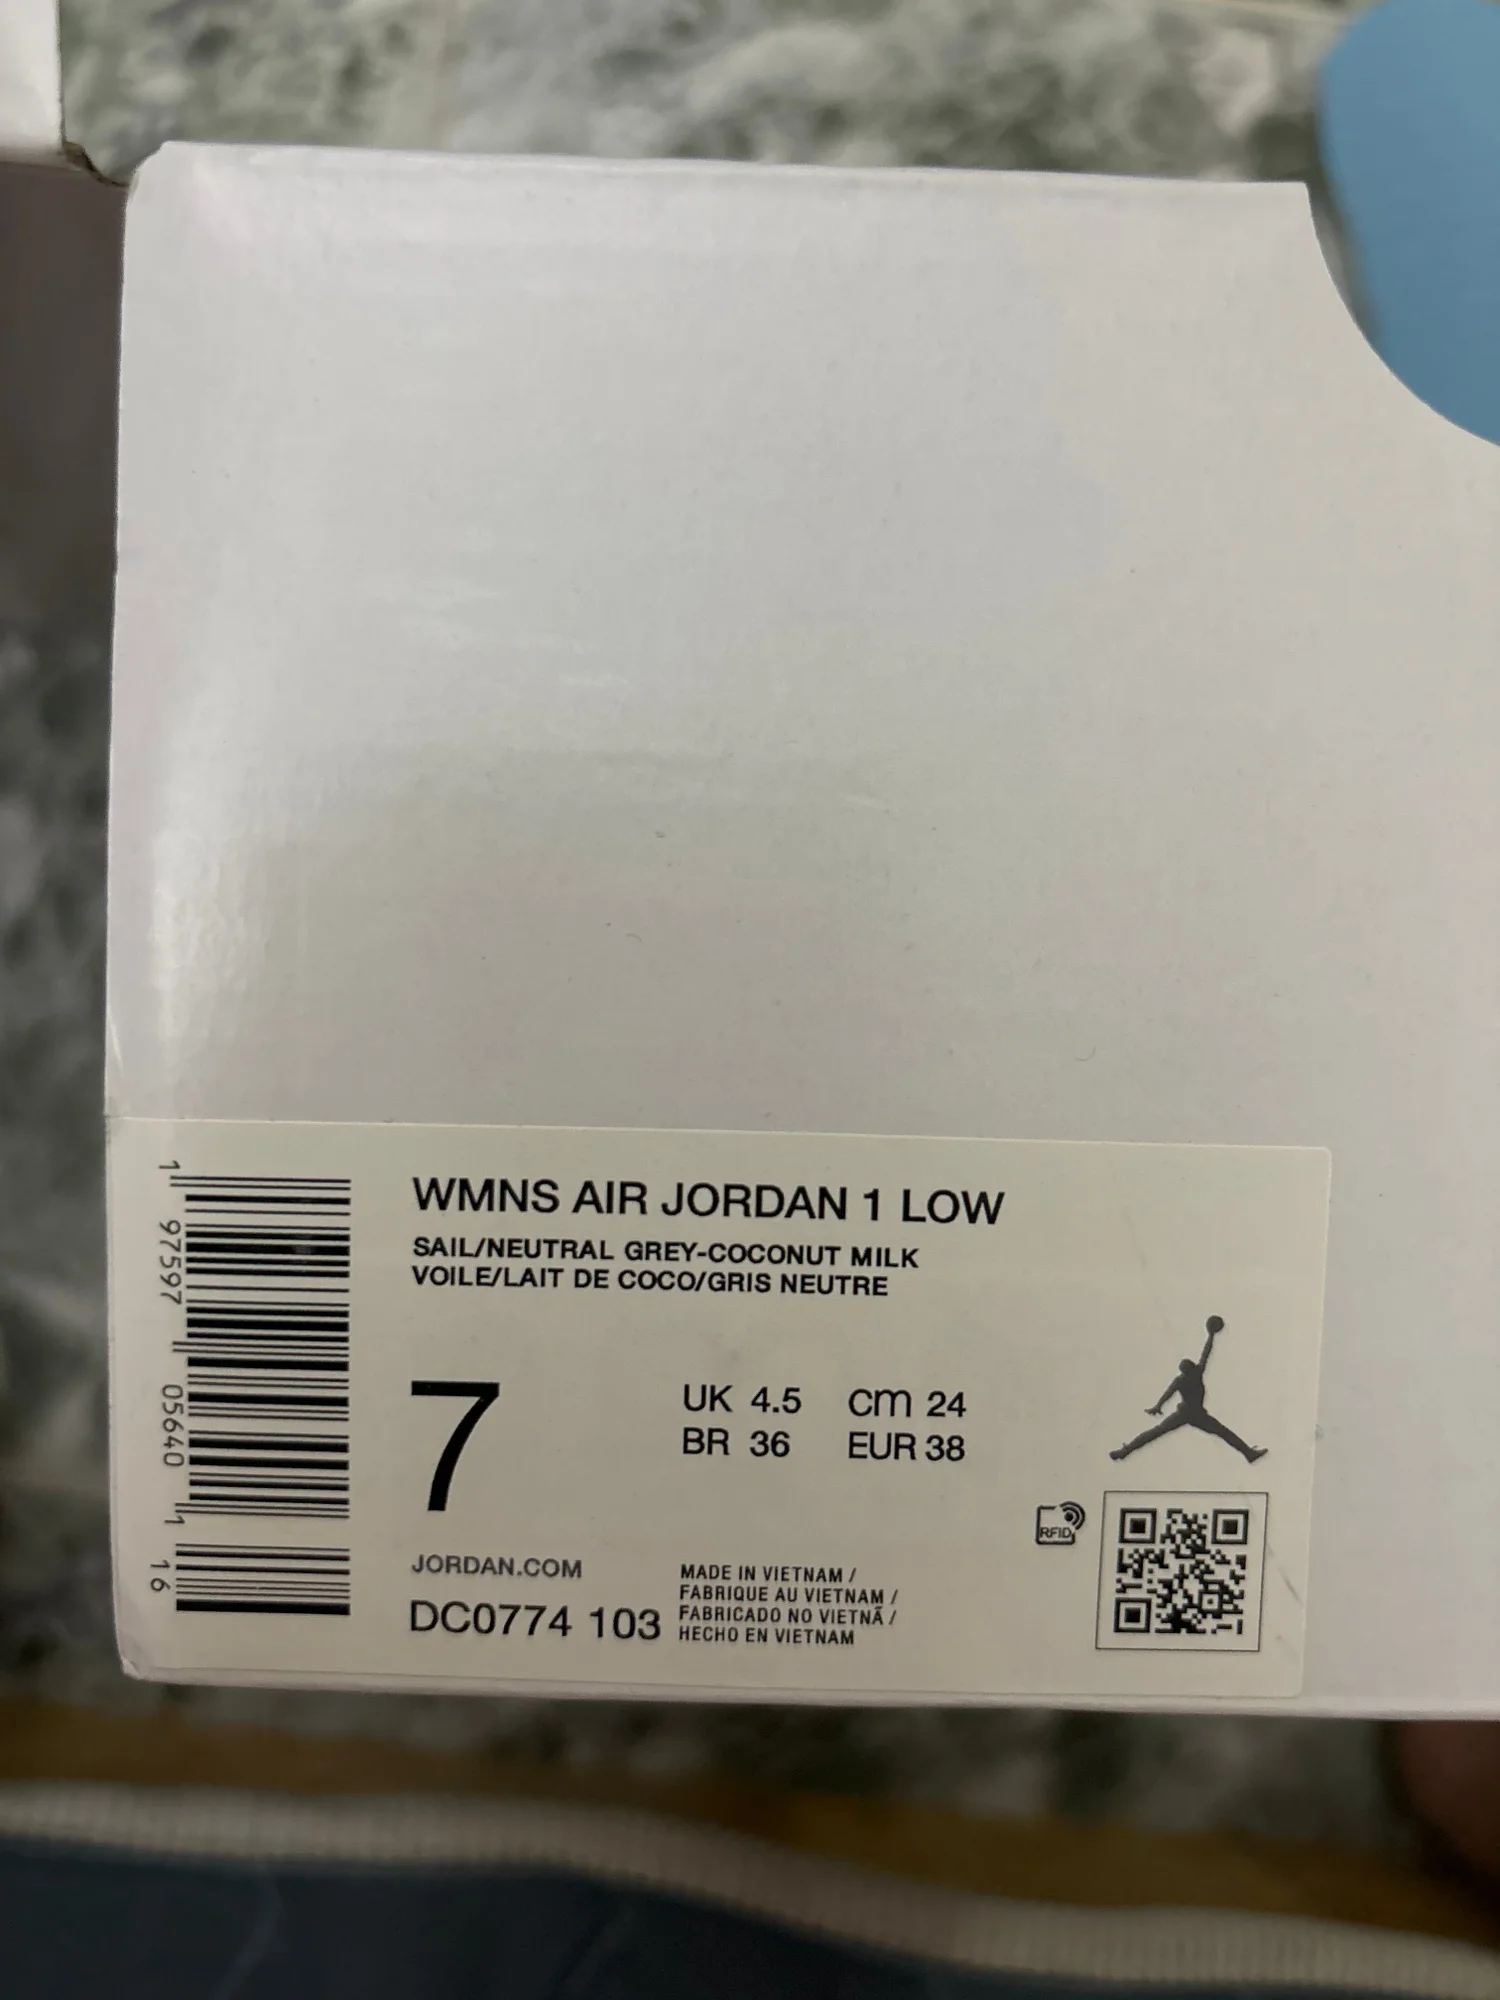 WMNS AIR JORDAN 1 LOW
SAIL/NEUTRAL GREY-COCONUT MILK
VOILE/LAIT DE COCO/GRIS NEUTRE
7
UK 4.5 CM 24
BR 36 EUR 38
RFID
JORDAN.COM
DC0774 103
MADE IN VIETNAM /
FABRIQUE AU VIETNAM /
FABRICADO NO VIETNÃ /
HECHO EN VIETNAM
1 97597 05640 1 16